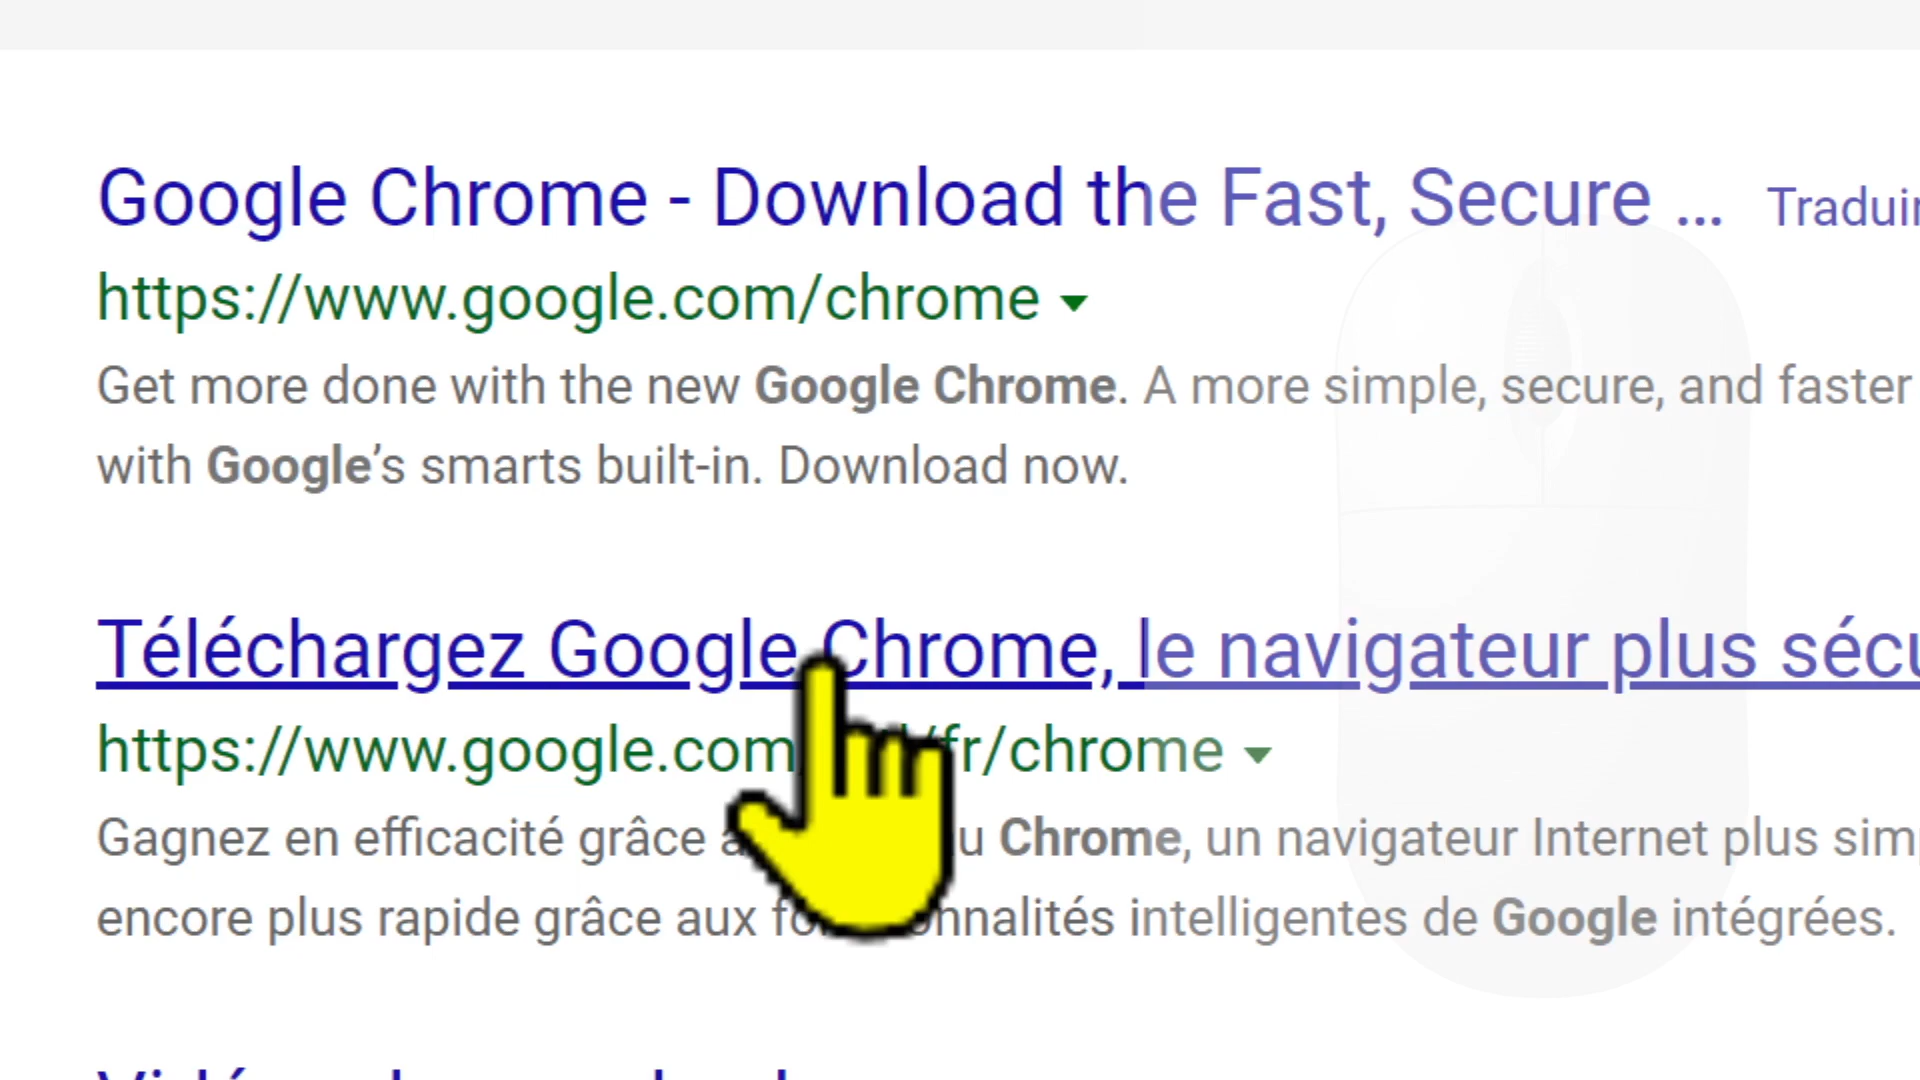 Google Chrome - Download the Fast, Secure ... Traduir
https://www.google.com/chrome
Get more done with the new Google Chrome. A more simple, secure, and faster
with Google’s smarts built-in. Download now.
Téléchargez Google Chrome, le navigateur plus sécu
https://www.google.com /fr/chrome
Gagnez en efficacité grâce Chrome, un navigateur Internet plus simp
encore plus rapide grâce aux intelligentes de Google intégrées.